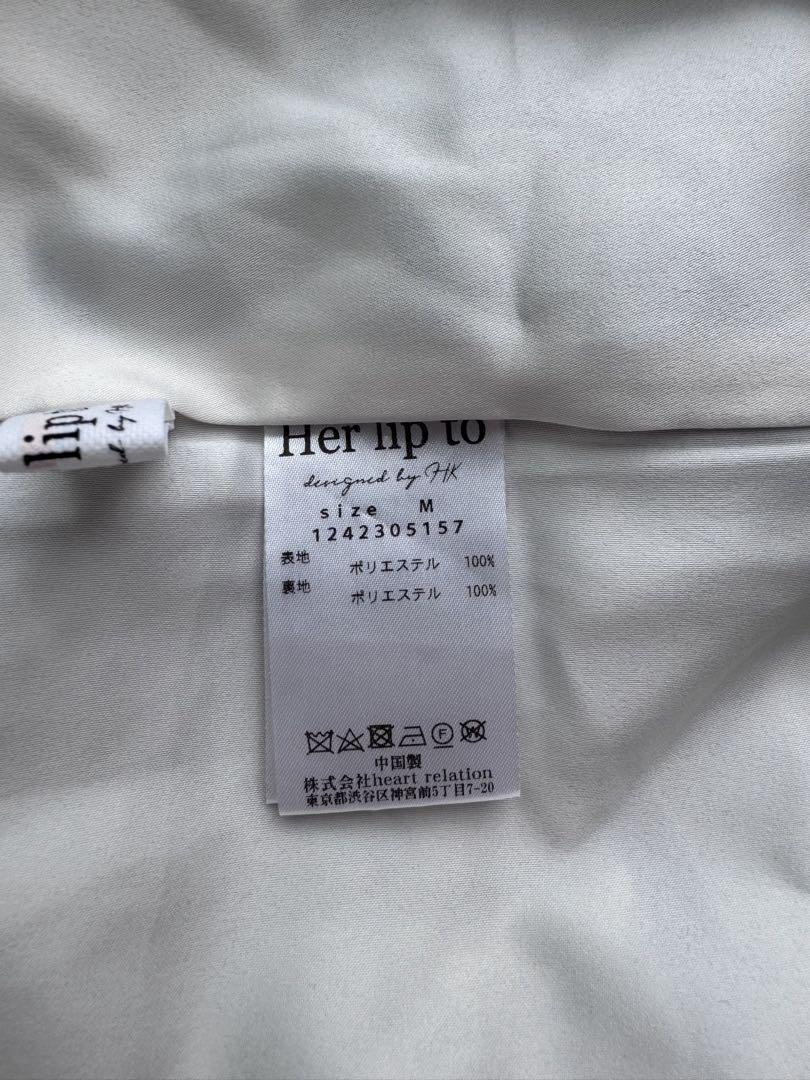 lip
Her lip to
designed by HK
size M
1242305157
表地 ポリエステル 100%
裏地 ポリエステル 100%
中国製
株式会社heart relation
東京都渋谷区神宮前5丁目7-20